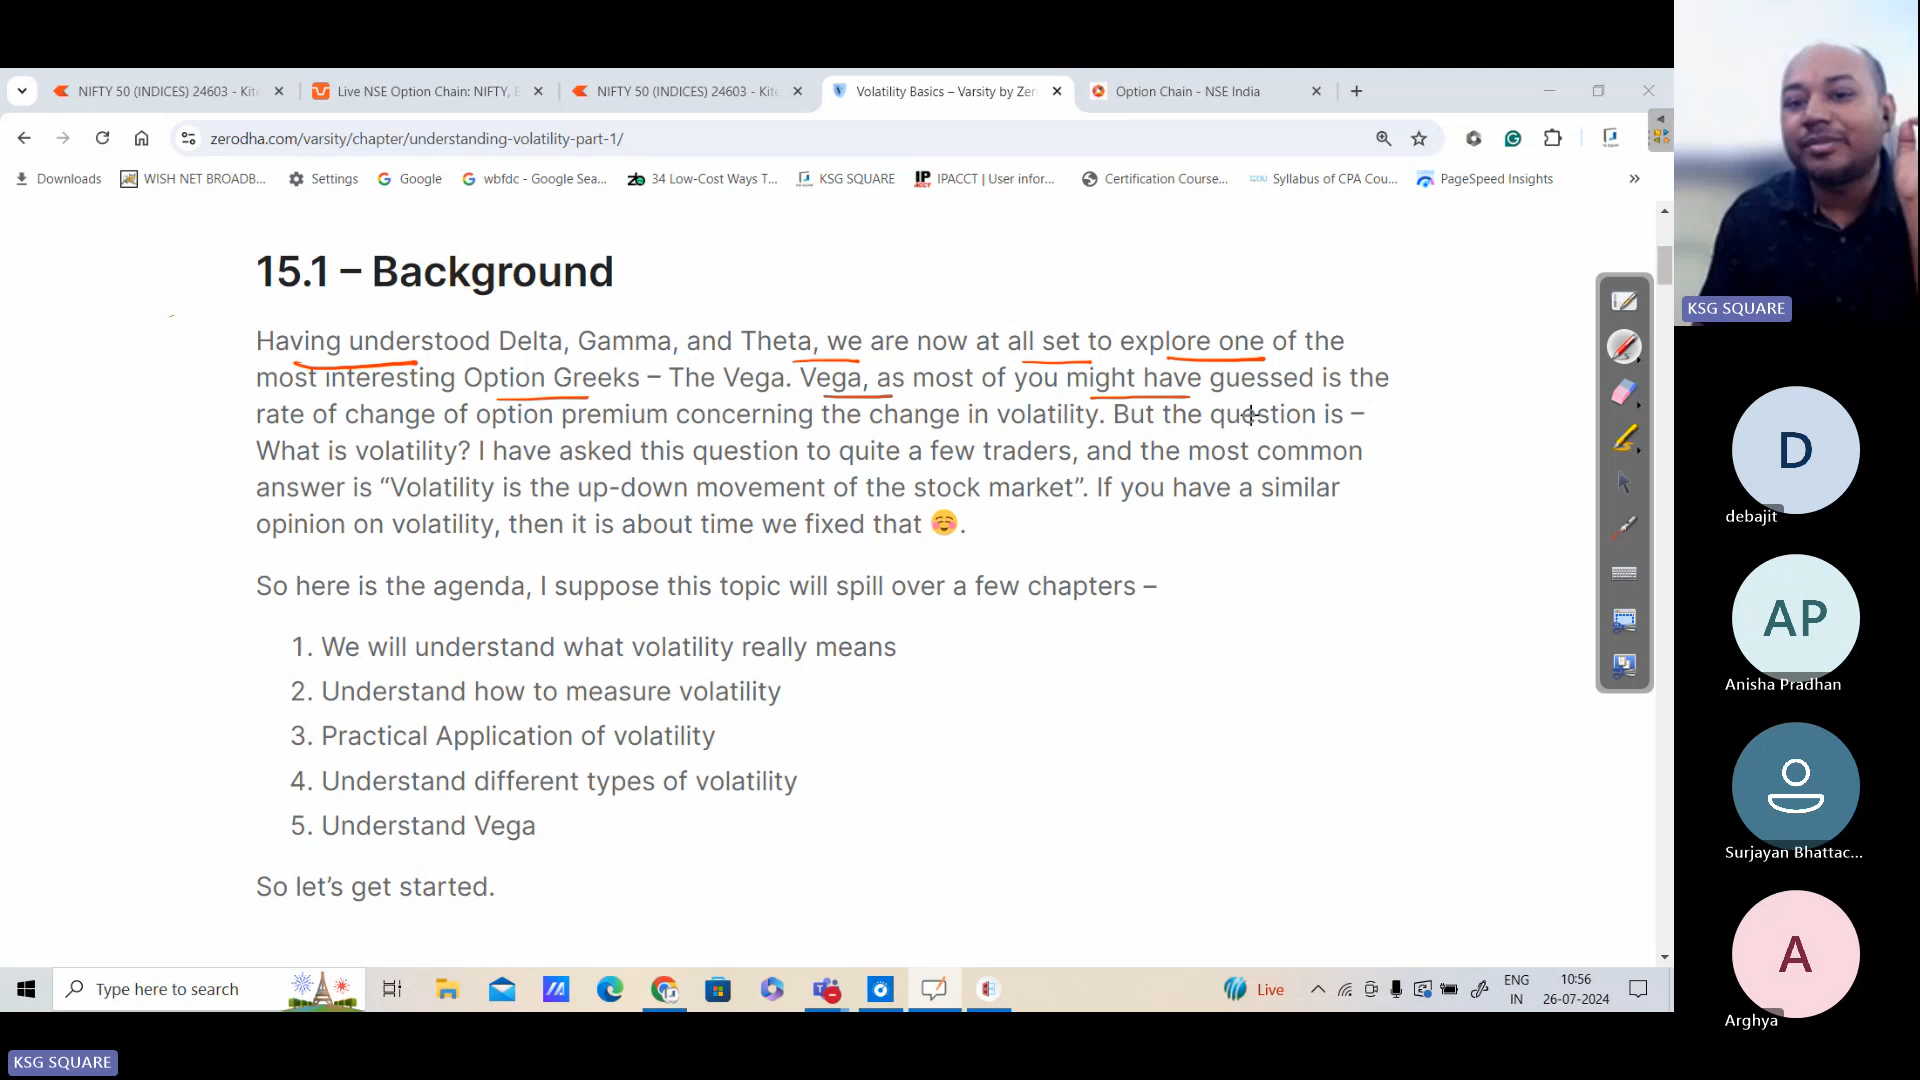 NIFTY 50 (INDICES) 24603 - Kite
Live NSE Option Chain: NIFTY, B
NIFTY 50 (INDICES) 24603 - Kite
Volatility Basics – Varsity by Zer
Option Chain - NSE India
zerodha.com/varsity/chapter/understanding-volatility-part-1/
Downloads
WISH NET BROADB...
Settings
Google
wbfdc - Google Sea...
34 Low-Cost Ways T...
KSG SQUARE
IPACCT | User infor...
Certification Course...
Syllabus of CPA Cou...
PageSpeed Insights
15.1 – Background
Having understood Delta, Gamma, and Theta, we are now at all set to explore one of the
most interesting Option Greeks – The Vega. Vega, as most of you might have guessed is the
rate of change of option premium concerning the change in volatility. But the question is –
What is volatility? I have asked this question to quite a few traders, and the most common
answer is “Volatility is the up-down movement of the stock market”. If you have a similar
opinion on volatility, then it is about time we fixed that ☺️.
So here is the agenda, I suppose this topic will spill over a few chapters –
1. We will understand what volatility really means
2. Understand how to measure volatility
3. Practical Application of volatility
4. Understand different types of volatility
5. Understand Vega
So let’s get started.
Type here to search
Live
ENG
IN
10:56
26-07-2024
KSG SQUARE
KSG SQUARE
D
debajit
AP
Anisha Pradhan
Surjayan Bhattac...
A
Arghya